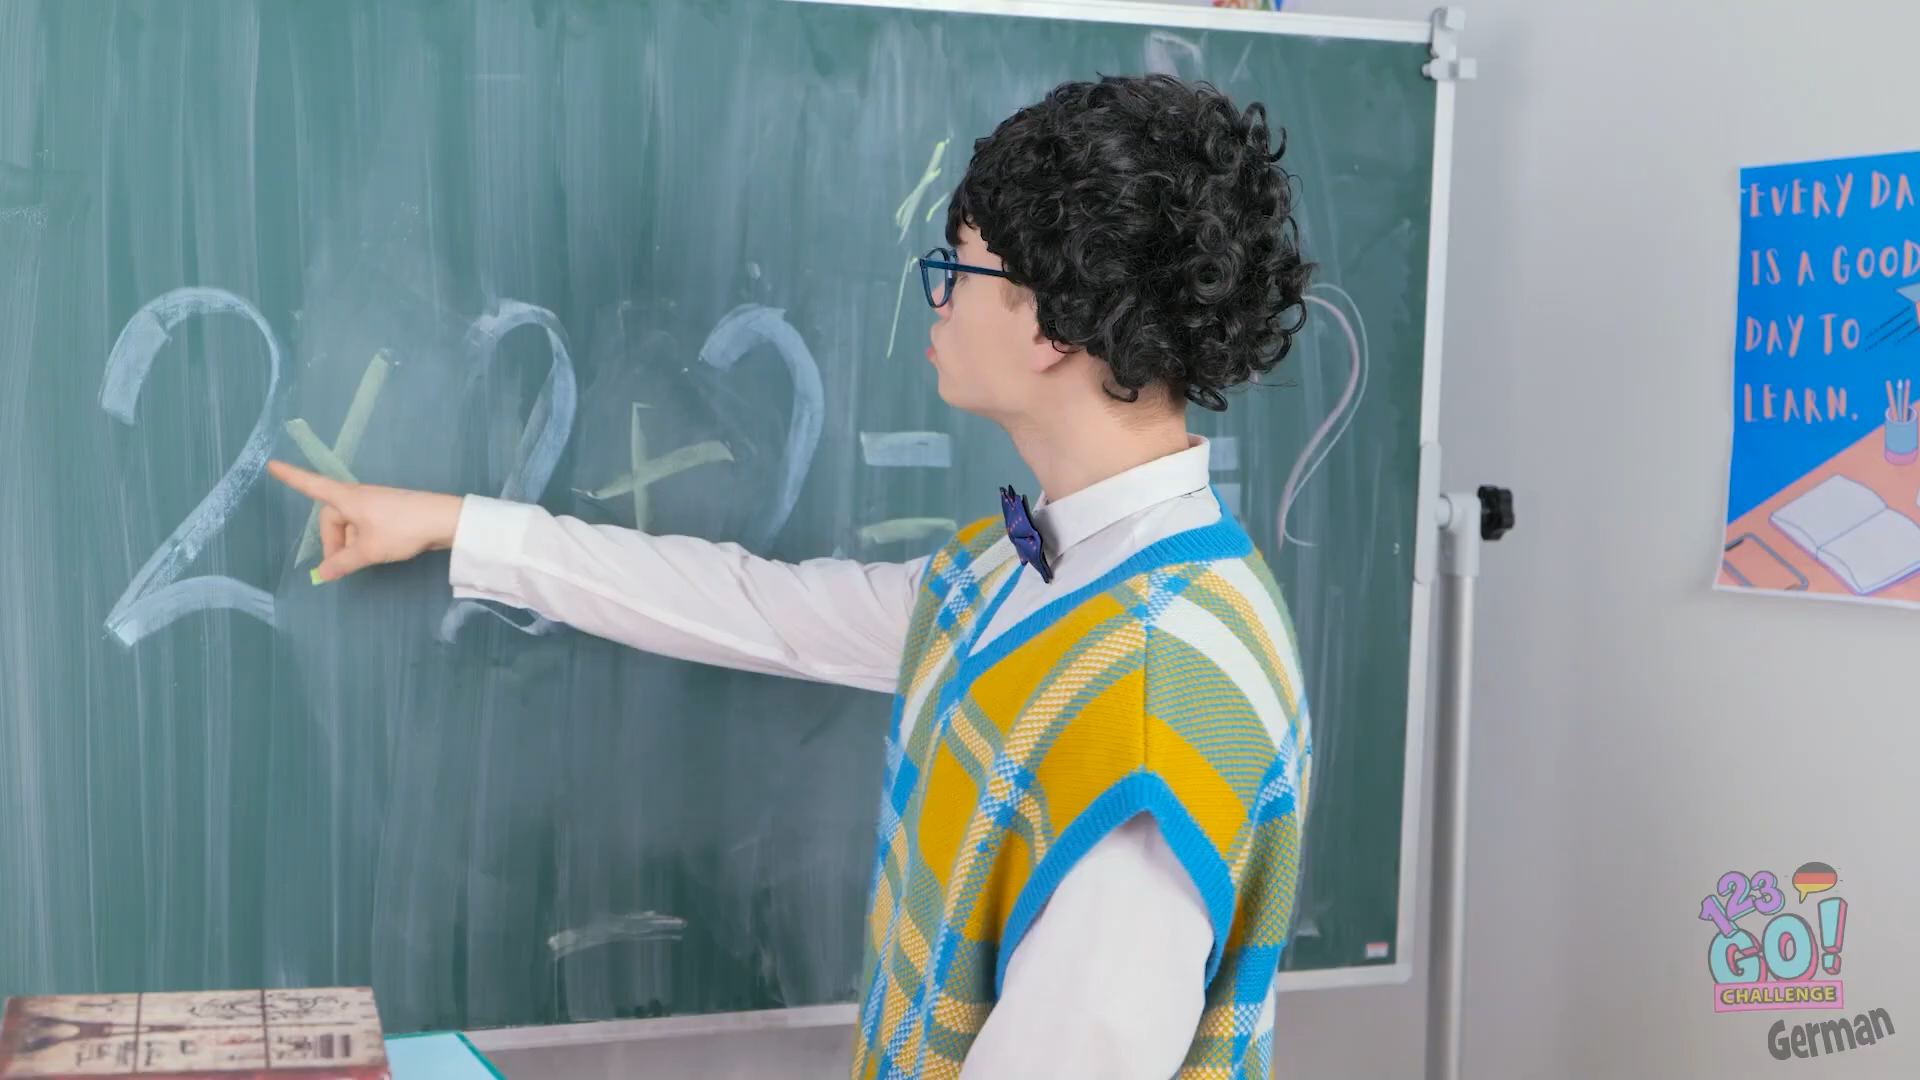 2 x 2 + 2 = ?
EVERY DA
IS A GOOD
DAY TO
LEARN.
123
GO!
CHALLENGE
German